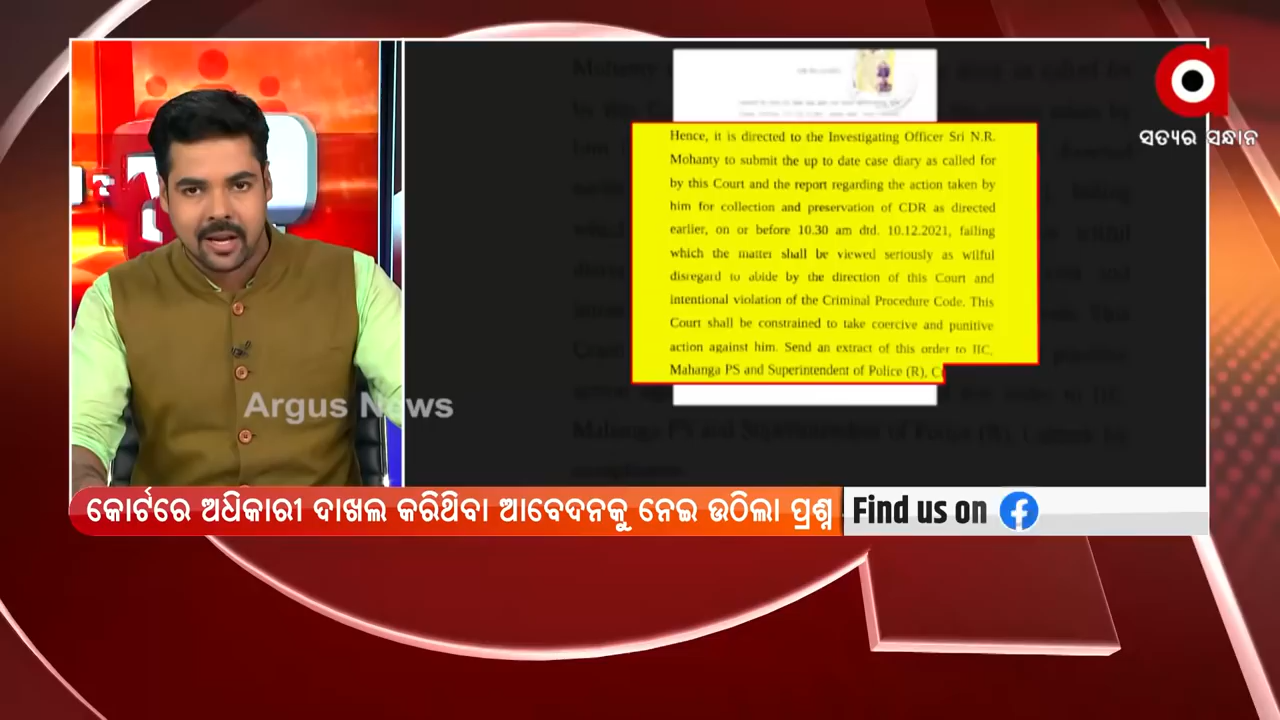 ସତ୍ୟର ସନ୍ଧାନ
Hence, it is directed to the Investigating Officer Sri N.R.
Mohanty to submit the up to date case diary as called for
by this Court and the report regarding the action taken by
him for collection and preservation of CDR as directed
earlier, on or before 10.30 am dtd. 10.12.2021, failing
which the matter shall be viewed seriously as wilful
disregard to abide by the direction of this Court and
intentional violation of the Criminal Procedure Code. This
Court shall be constrained to take coercive and punitive
action against him. Send an extract of this order to IIC,
Mahanga PS and Superintendent of Police (R),
Argus News
କୋର୍ଟରେ ଅଧିକାରୀ ଦାଖଲ କରିଥିବା ଆବେଦନକୁ ନେଇ ଉଠିଲା ପ୍ରଶ୍ନ
Find us on